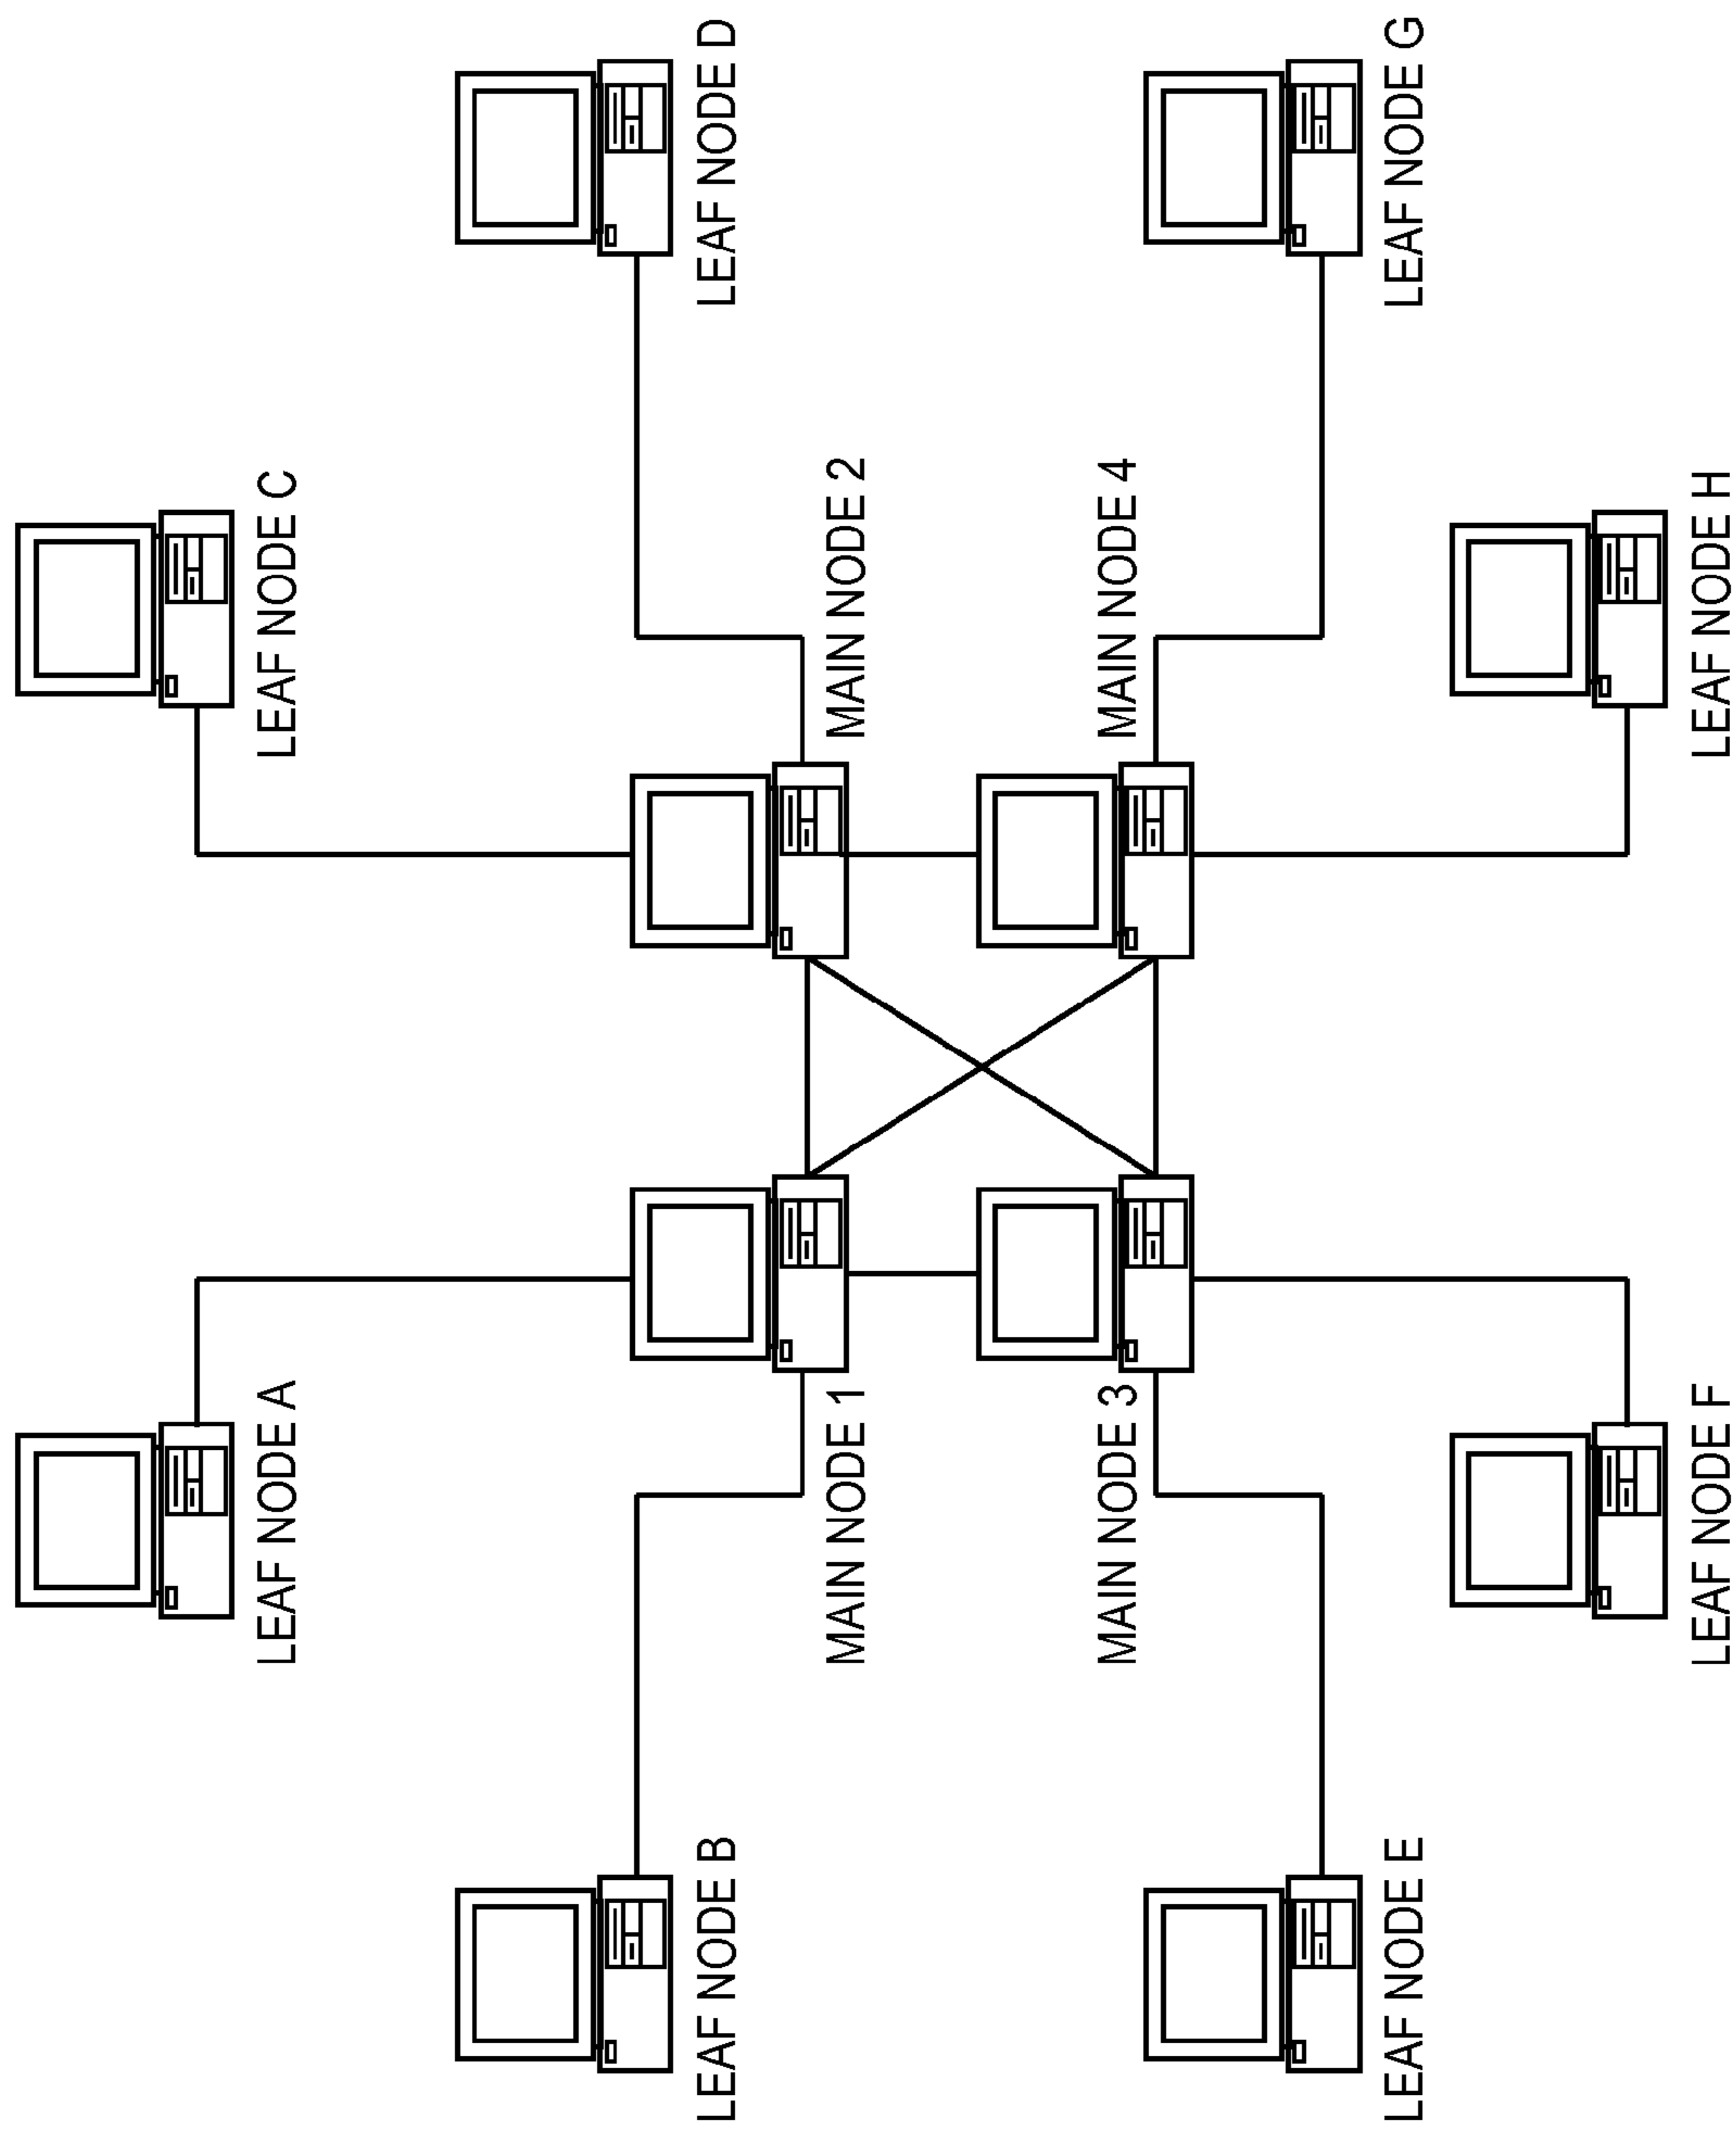 LEAF NODE A
LEAF NODE C
LEAF NODE B
LEAF NODE D
MAIN NODE 1
MAIN NODE 2
MAIN NODE 3
MAIN NODE 4
LEAF NODE E
LEAF NODE G
LEAF NODE F
LEAF NODE H